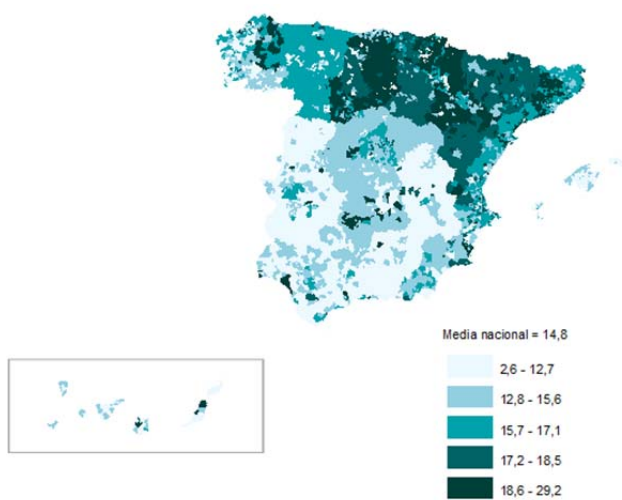 Media nacional = 14,8
2,6 - 12,7
12,8 - 15,6
15,7 - 17,1
17,2 - 18,5
18,6 - 29,2